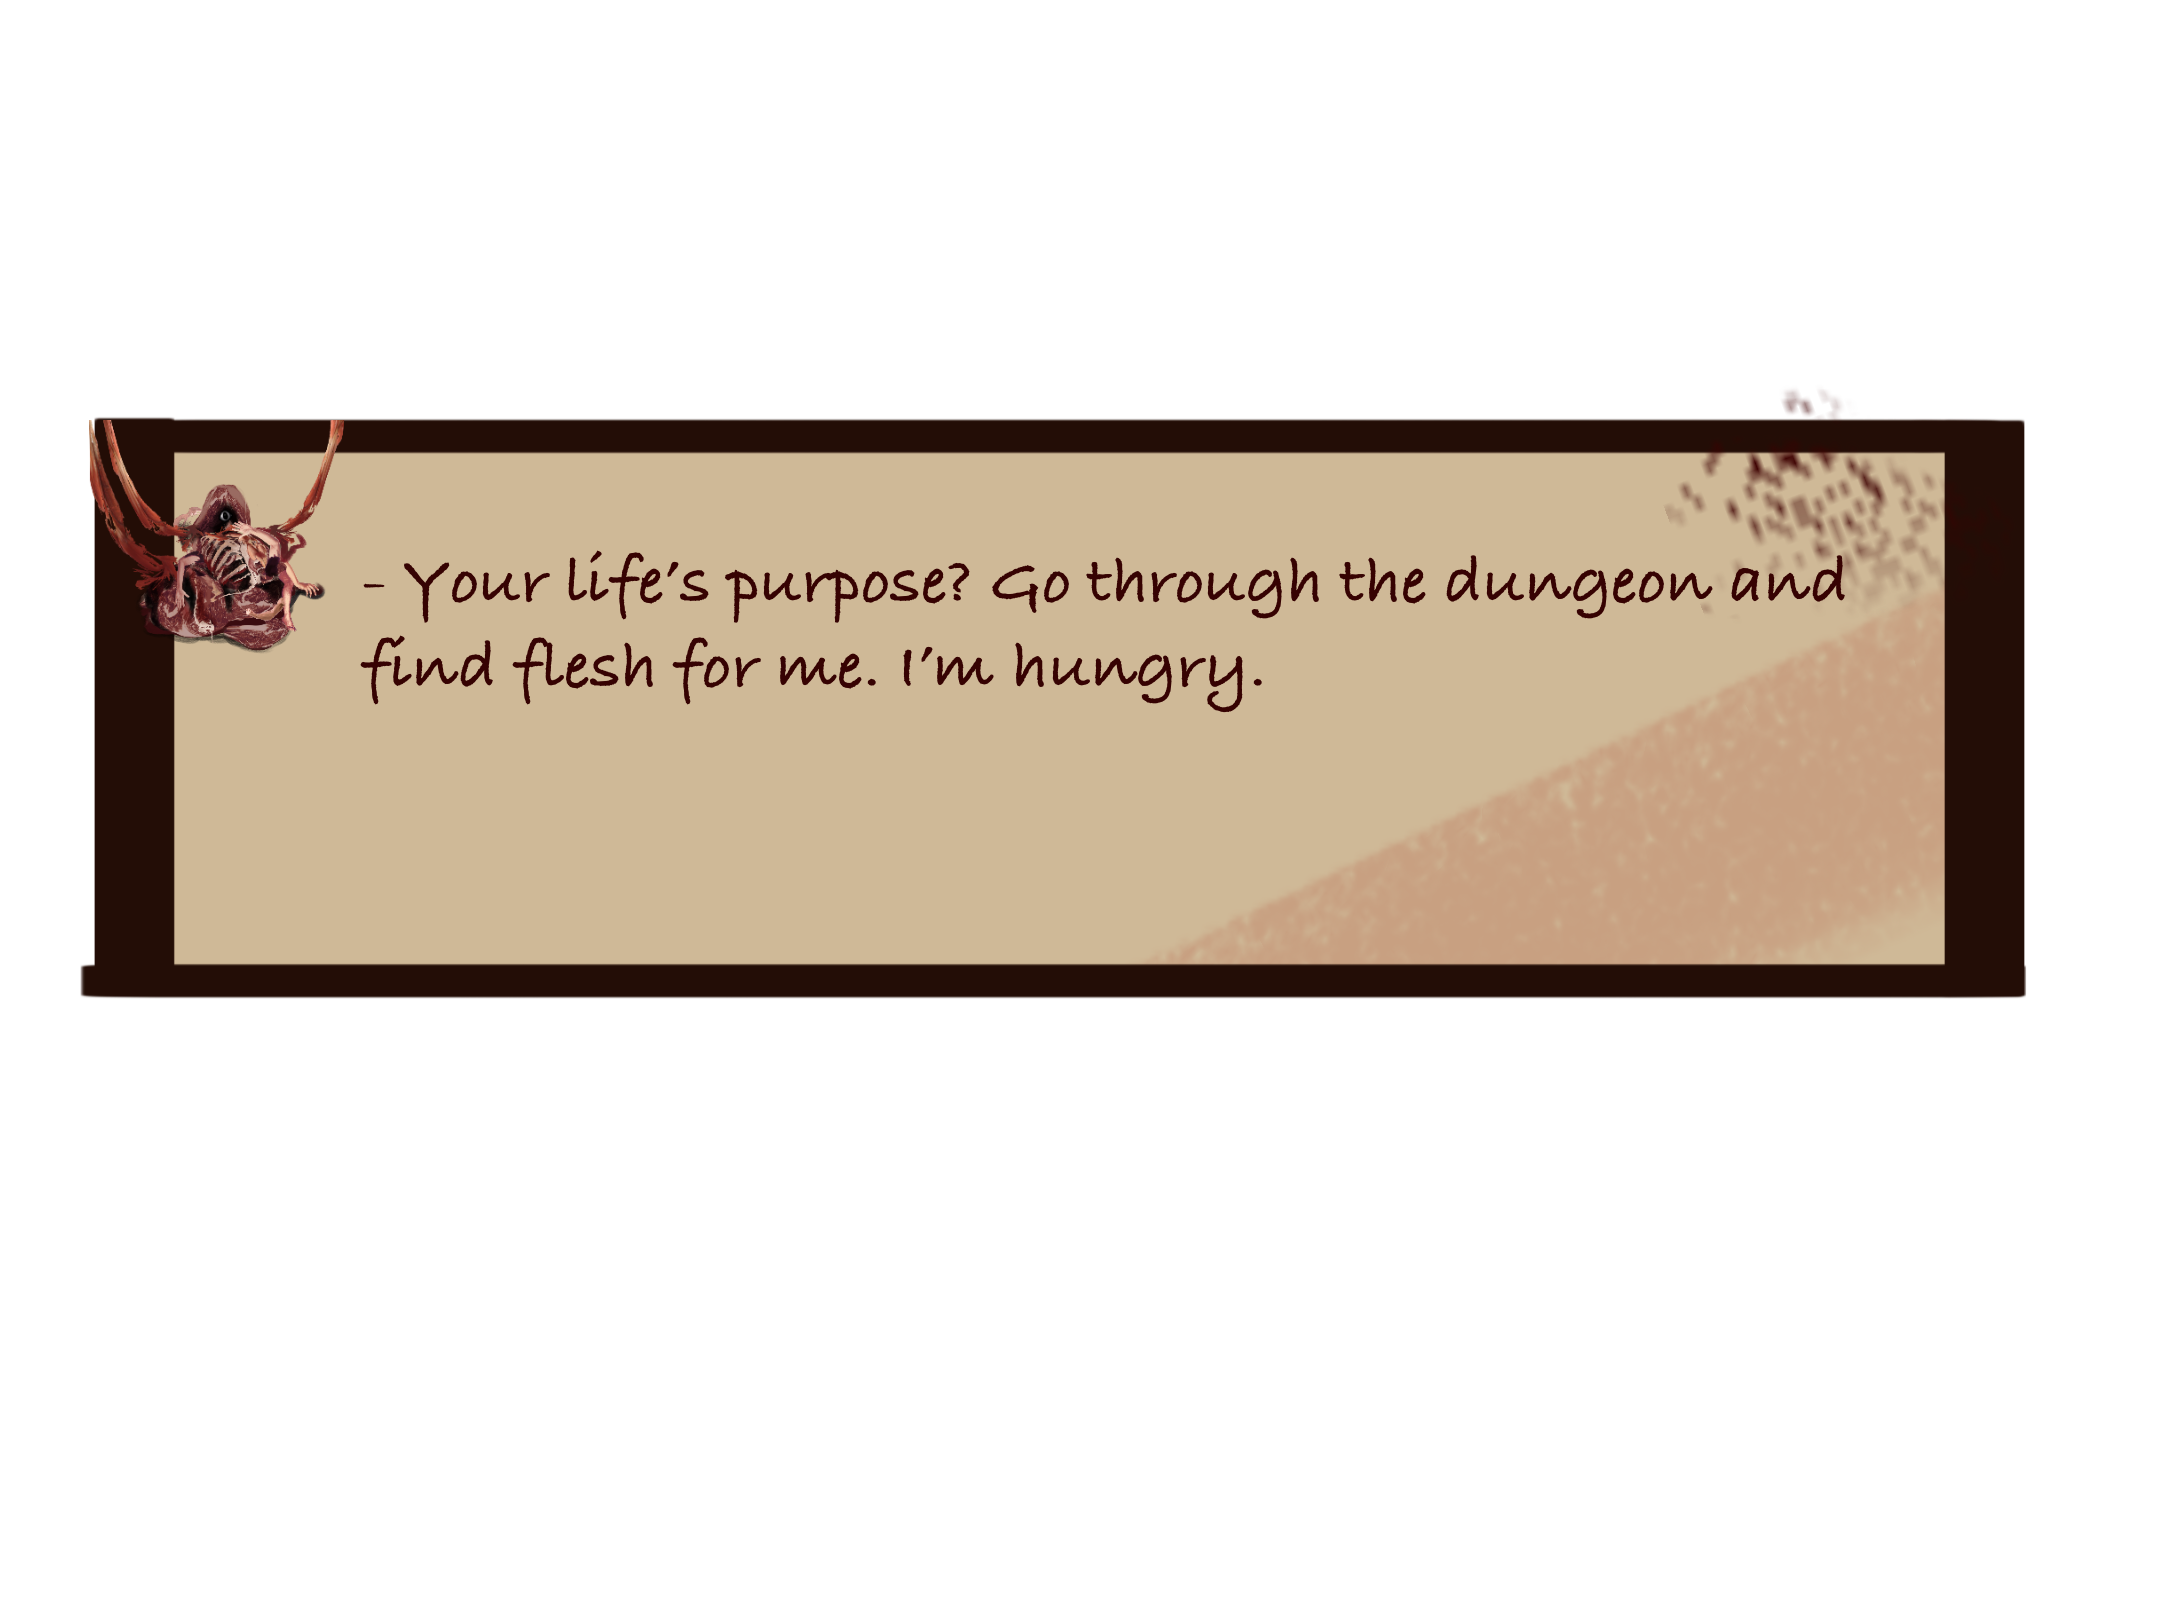 - Your life's purpose? Go through the dungeon and
find flesh for me. I'm hungry.